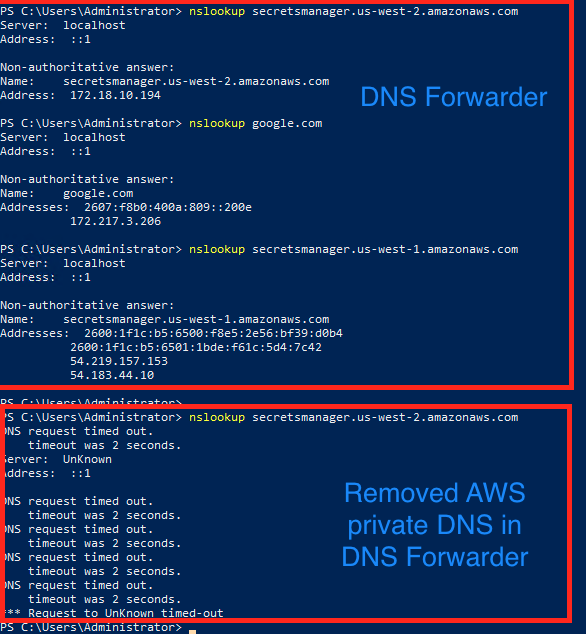 PS C:\Users\Administrator> nslookup secretsmanager.us-west-2.amazonaws.com
Server:  localhost
Address:  ::1
Non-authoritative answer:
Name:    secretsmanager.us-west-2.amazonaws.com
Address:  172.18.10.194
DNS Forwarder
PS C:\Users\Administrator> nslookup google.com
Server:  localhost
Address:  ::1
Non-authoritative answer:
Name:    google.com
Addresses:  2607:f8b0:400a:809::200e
172.217.3.206
PS C:\Users\Administrator> nslookup secretsmanager.us-west-1.amazonaws.com
Server:  localhost
Address:  ::1
Non-authoritative answer:
Name:    secretsmanager.us-west-1.amazonaws.com
Addresses:  2600:1f1c:b5:6500:f8e5:2e56:bf39:d0b4
2600:1f1c:b5:6501:1bde:f61c:5d4:7c42
54.219.157.153
54.183.44.10
PS C:\Users\Administrator>
PS C:\Users\Administrator> nslookup secretsmanager.us-west-2.amazonaws.com
DNS request timed out.
timeout was 2 seconds.
Server:  UnKnown
Address:  ::1
DNS request timed out.
timeout was 2 seconds.
DNS request timed out.
timeout was 2 seconds.
DNS request timed out.
timeout was 2 seconds.
DNS request timed out.
timeout was 2 seconds.
*** Request to UnKnown timed-out
Removed AWS
private DNS in
DNS Forwarder
PS C:\Users\Administrator>